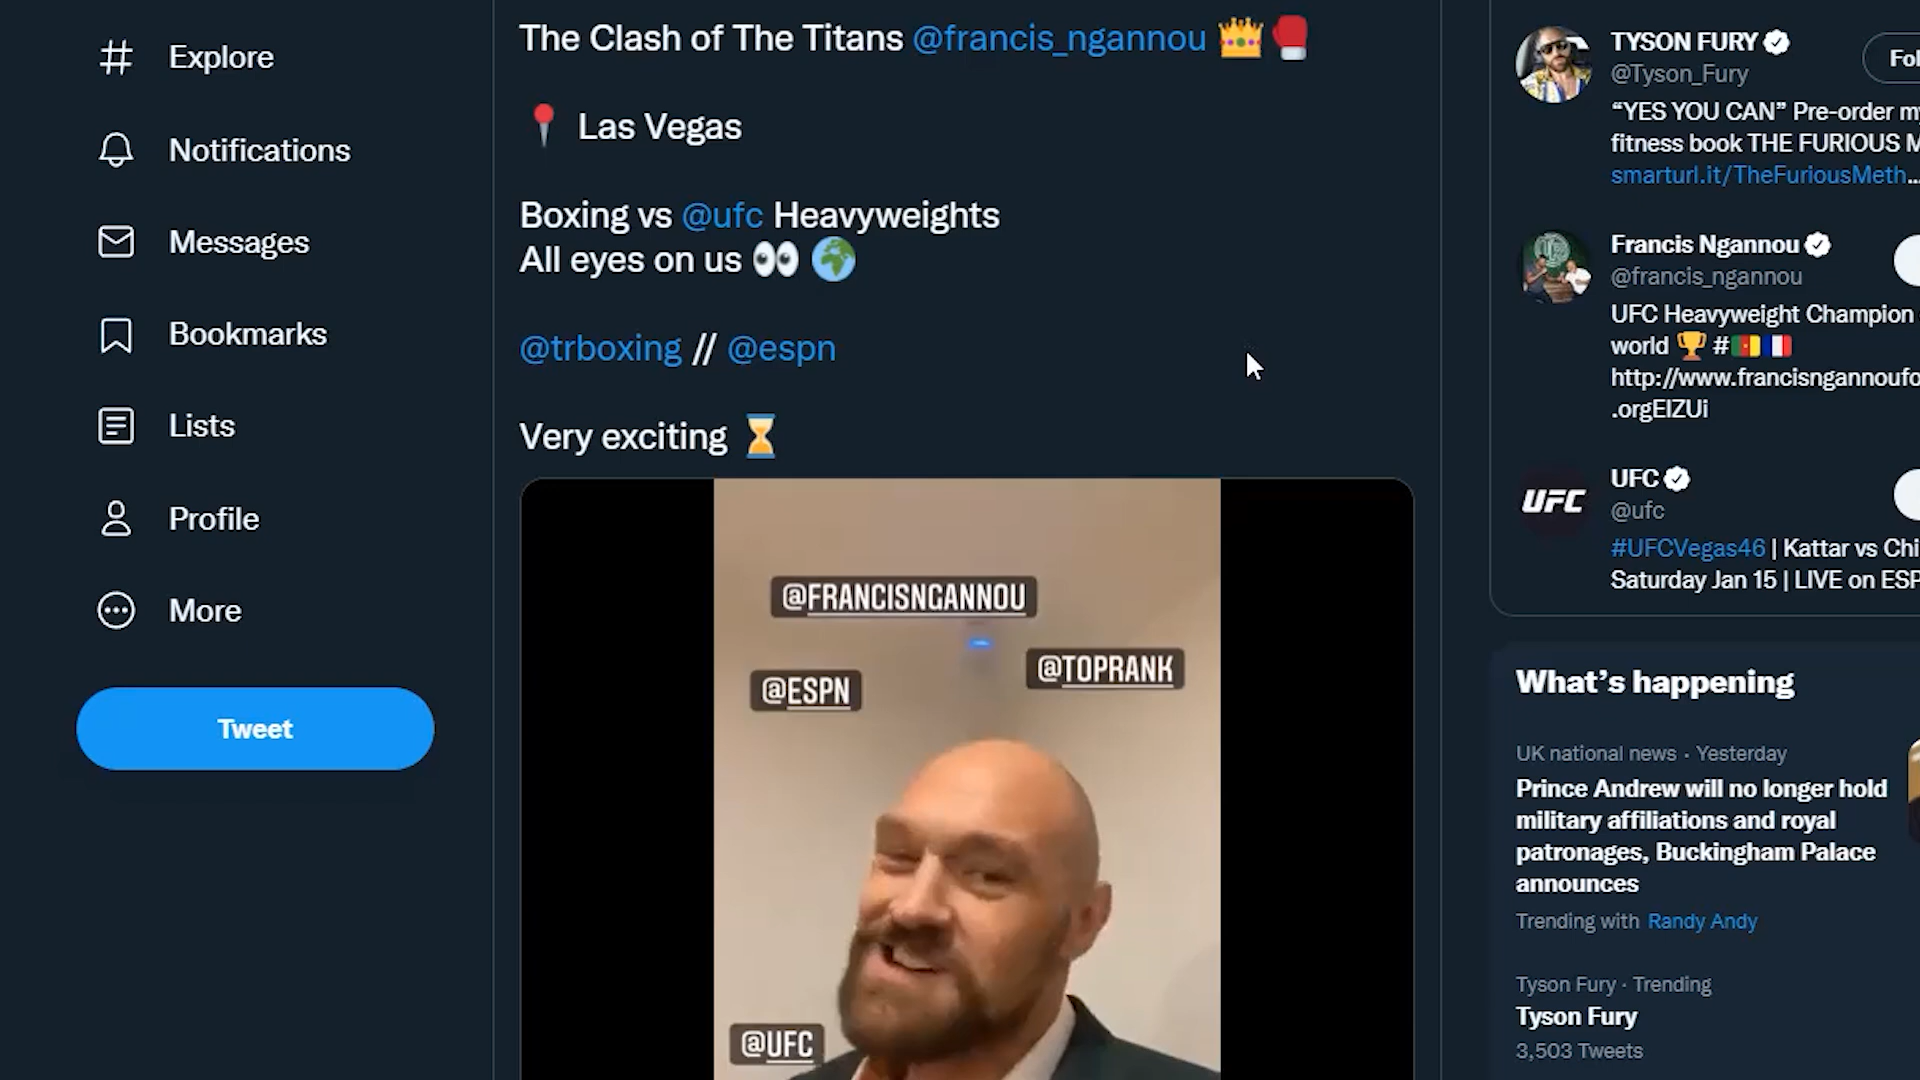 Explore
Notifications
Messages
Bookmarks
Lists
Profile
More
Tweet
The Clash of The Titans @francis_ngannou 👑🥊
📍 Las Vegas
Boxing vs @ufc Heavyweights
All eyes on us 👀 🌍
@trboxing // @espn
Very exciting ⏳
@FRANCISNGANNOU
@TOPRANK
@ESPN
@UFC
TYSON FURY
@Tyson_Fury
Fol
“YES YOU CAN” Pre-order my
fitness book THE FURIOUS M
smarturl.it/TheFuriousMeth…
Francis Ngannou
@francis_ngannou
UFC Heavyweight Champion
world 🏆 #🇨🇲🇫🇷
http://www.francisngannoufo
.orgEIZUi
UFC
UFC
@ufc
#UFCVegas46 | Kattar vs Chi
Saturday Jan 15 | LIVE on ESP
What’s happening
UK national news · Yesterday
Prince Andrew will no longer hold
military affiliations and royal
patronages, Buckingham Palace
announces
Trending with Randy Andy
Tyson Fury · Trending
Tyson Fury
3,503 Tweets